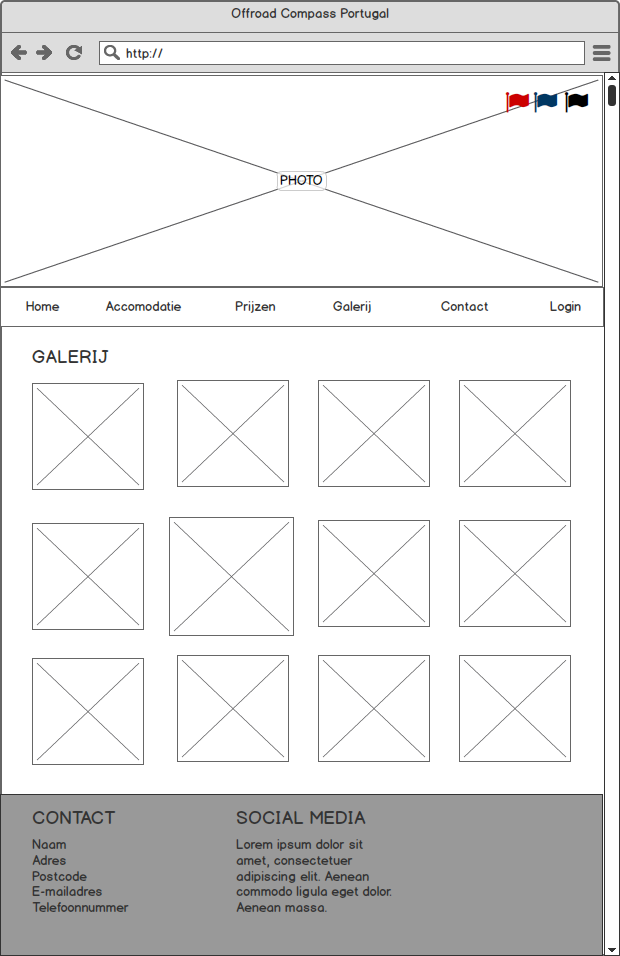 Offroad Compass Portugal
http://
PHOTO
Home Accomodatie Prijzen Galerij Contact Login
GALERIJ
CONTACT
Naam
Adres
Postcode
E-mailadres
Telefoonnummer
SOCIAL MEDIA
Lorem ipsum dolor sit
amet, consectetuer
adipiscing elit. Aenean
commodo ligula eget dolor.
Aenean massa.